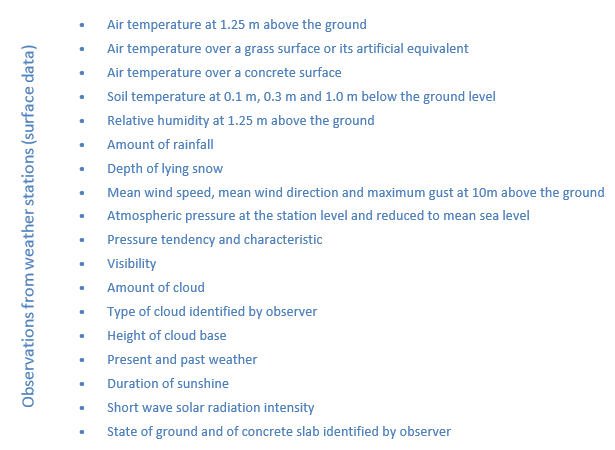 Observations from weather stations (surface data)
• Air temperature at 1.25 m above the ground
• Air temperature over a grass surface or its artificial equivalent
• Air temperature over a concrete surface
• Soil temperature at 0.1 m, 0.3 m and 1.0 m below the ground level
• Relative humidity at 1.25 m above the ground
• Amount of rainfall
• Depth of lying snow
• Mean wind speed, mean wind direction and maximum gust at 10m above the ground
• Atmospheric pressure at the station level and reduced to mean sea level
• Pressure tendency and characteristic
• Visibility
• Amount of cloud
• Type of cloud identified by observer
• Height of cloud base
• Present and past weather
• Duration of sunshine
• Short wave solar radiation intensity
• State of ground and of concrete slab identified by observer